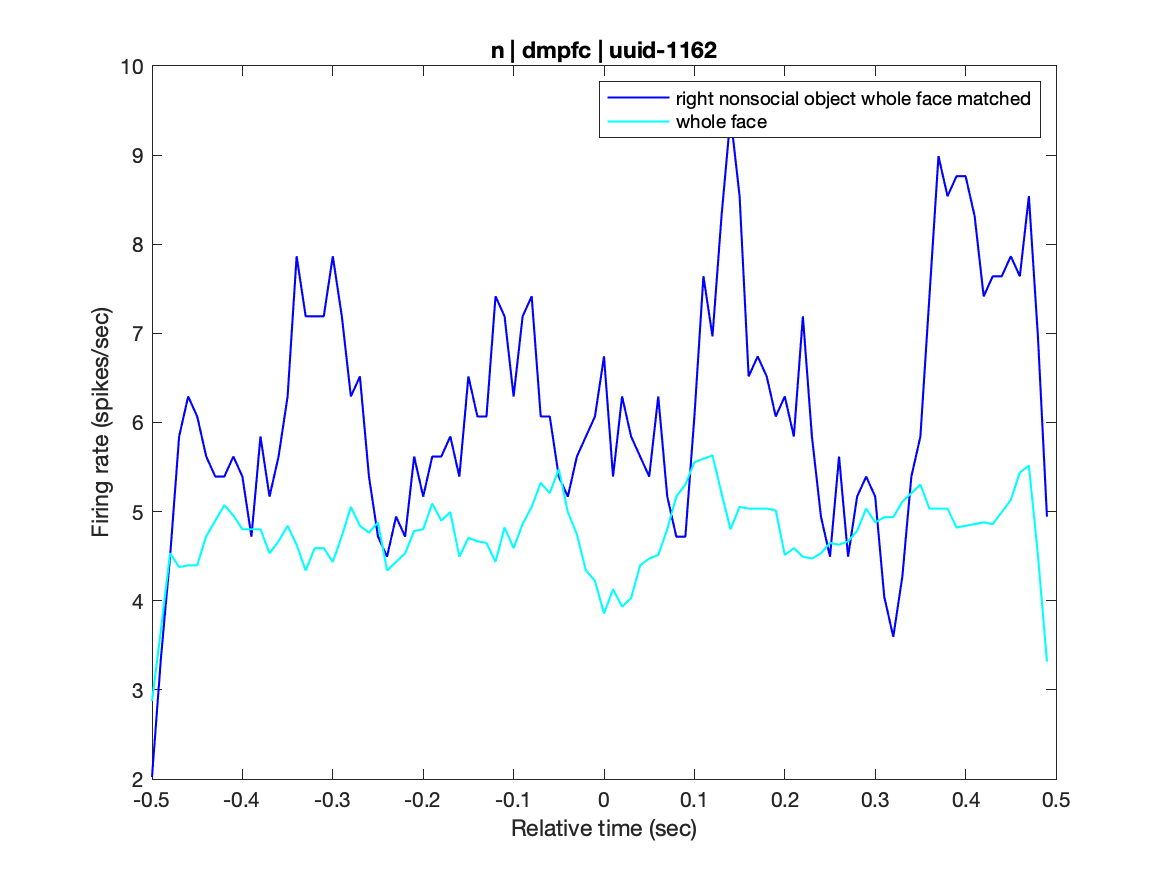 n | dmpfc | uuid-1162
right nonsocial object whole face matched
whole face
Firing rate (spikes/sec)
10
9
8
7
6
5
4
3
2
-0.5 -0.4 -0.3 -0.2 -0.1 0 0.1 0.2 0.3 0.4 0.5
Relative time (sec)